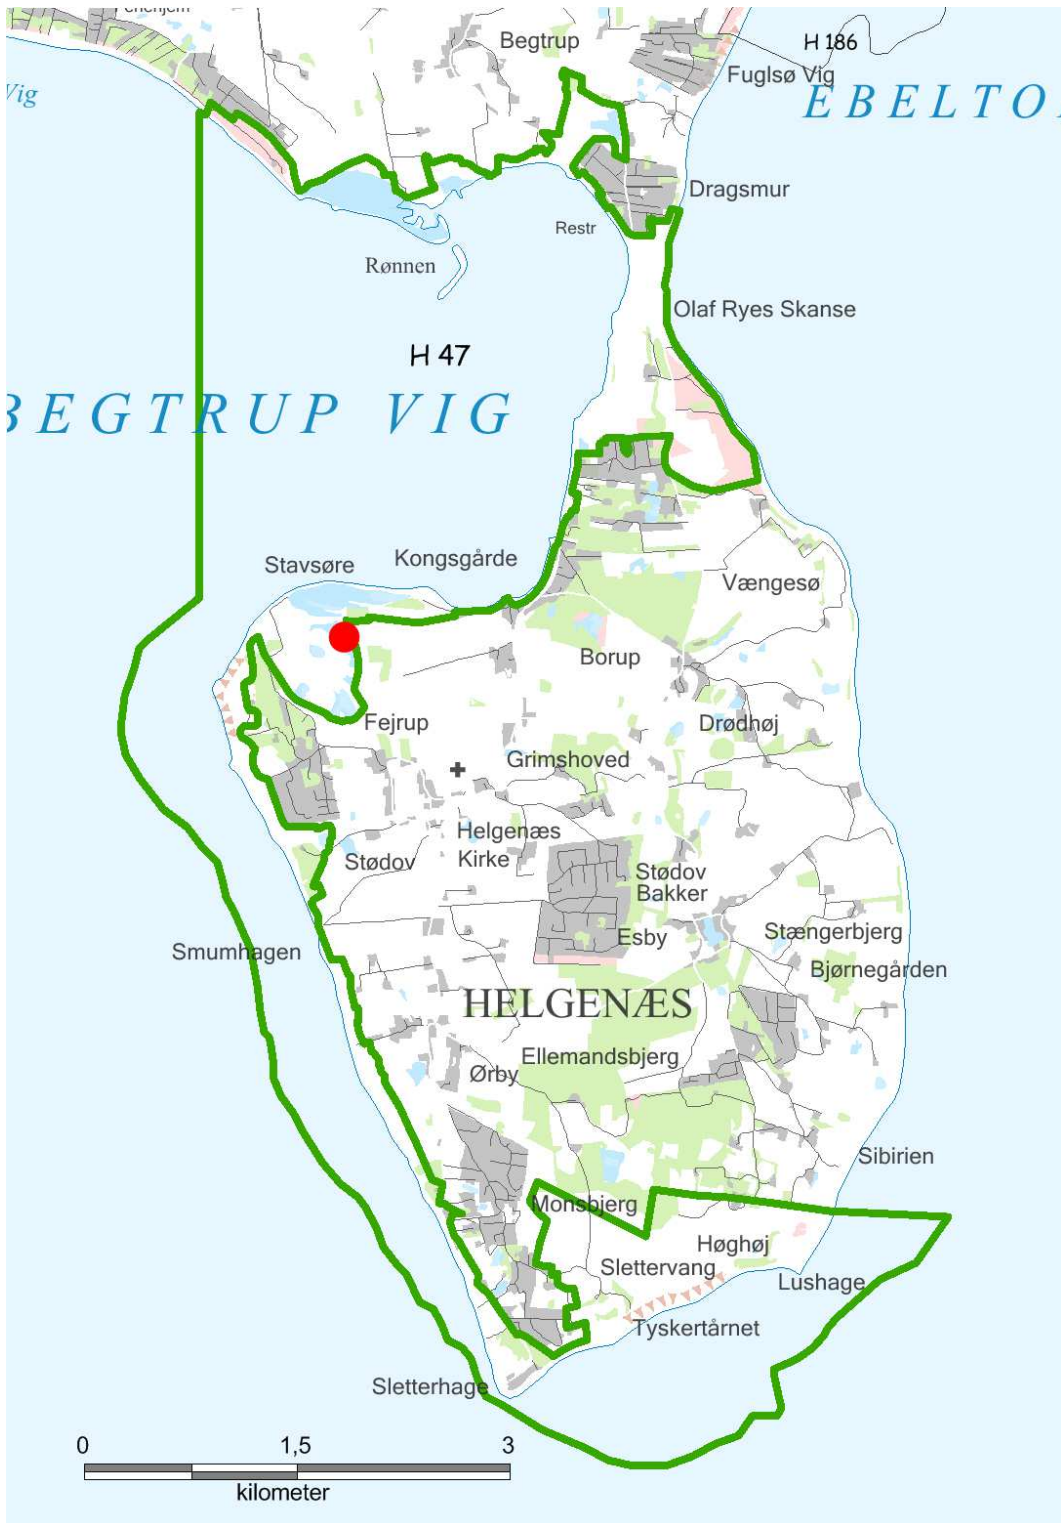 Begtrup
H 186
Fuglsø Vig
Vig
EBELTO
Dragsmur
Restr
Rønnen
Olaf Ryes Skanse
H 47
BEGTRUP VIG
Kongsgårde
Stavsøre
Vængesø
Borup
Fejrup
Drødhøj
Grimshoved
Helgenæs
Kirke
Stødov
Stødov
Bakker
Esby
Stængerbjerg
Smumhagen
Bjørnegården
HELGENÆS
Ellemandsbjerg
Ørby
Sibirien
Monsbjerg
Høghøj
Slettervang
Lushage
Tyskertårnet
Sletterhage
0 1,5 3
kilometer